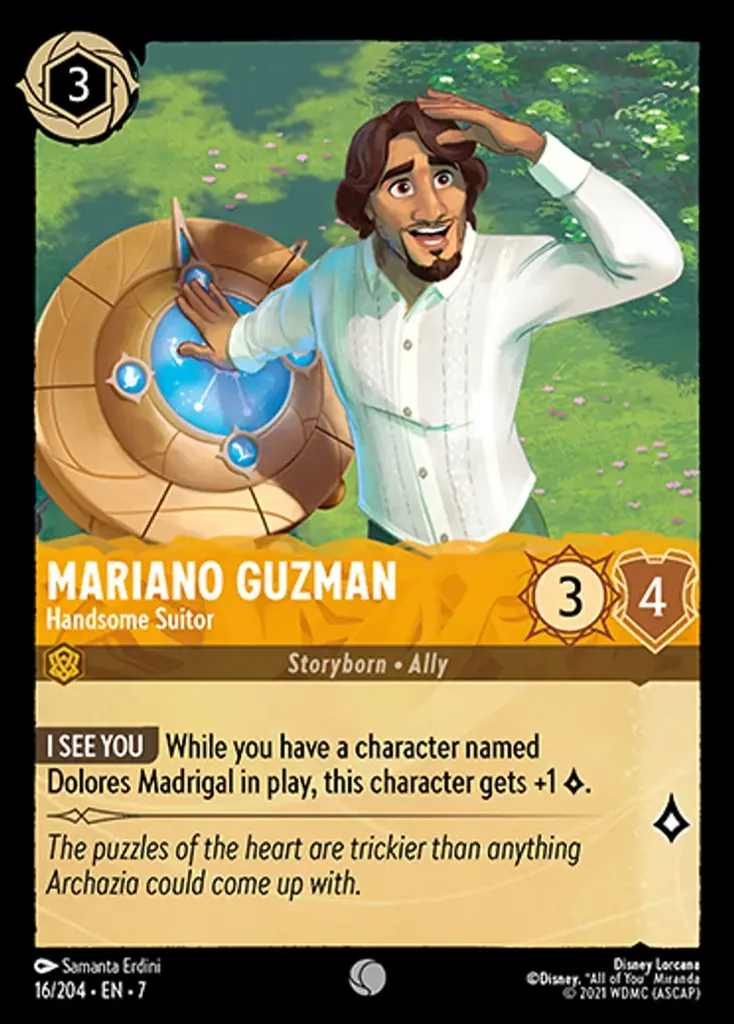 3
MARIANO GUZMAN
Handsome Suitor
3
4
Storyborn • Ally
I SEE YOU While you have a character named
Dolores Madrigal in play, this character gets +1 .
The puzzles of the heart are trickier than anything
Archazia could come up with.
Samanta Erdini
16/204 • EN • 7
Disney Lorcana
©Disney, "All of You" Miranda
© 2021 WDMC (ASCAP)